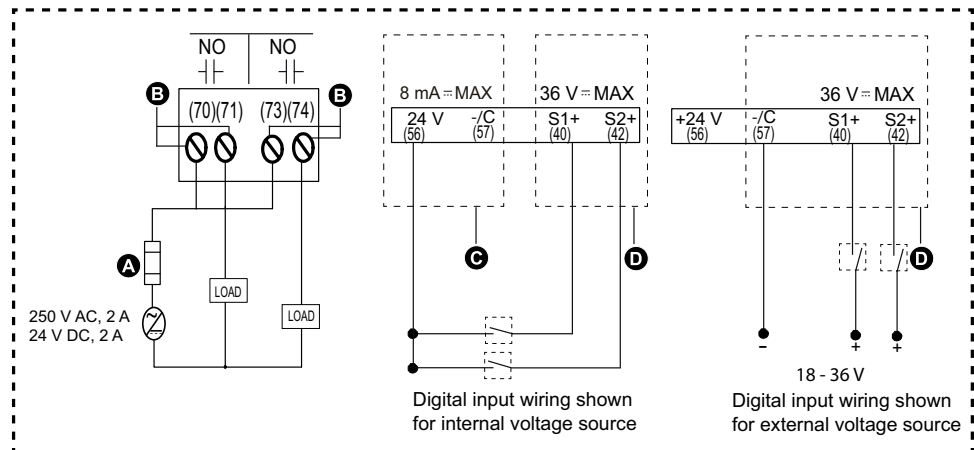 NO NO
B B
(70)(71) (73)(74)
A
LOAD
LOAD
250 V AC, 2 A
24 V DC, 2 A
8 mA ⎓ MAX 36 V ⎓ MAX
24 V -/C S1+ S2+
(56) (57) (40) (42)
C D
Digital input wiring shown
for internal voltage source
36 V ⎓ MAX
+24 V -/C S1+ S2+
(56) (57) (40) (42)
D
– + +
18 - 36 V
Digital input wiring shown
for external voltage source